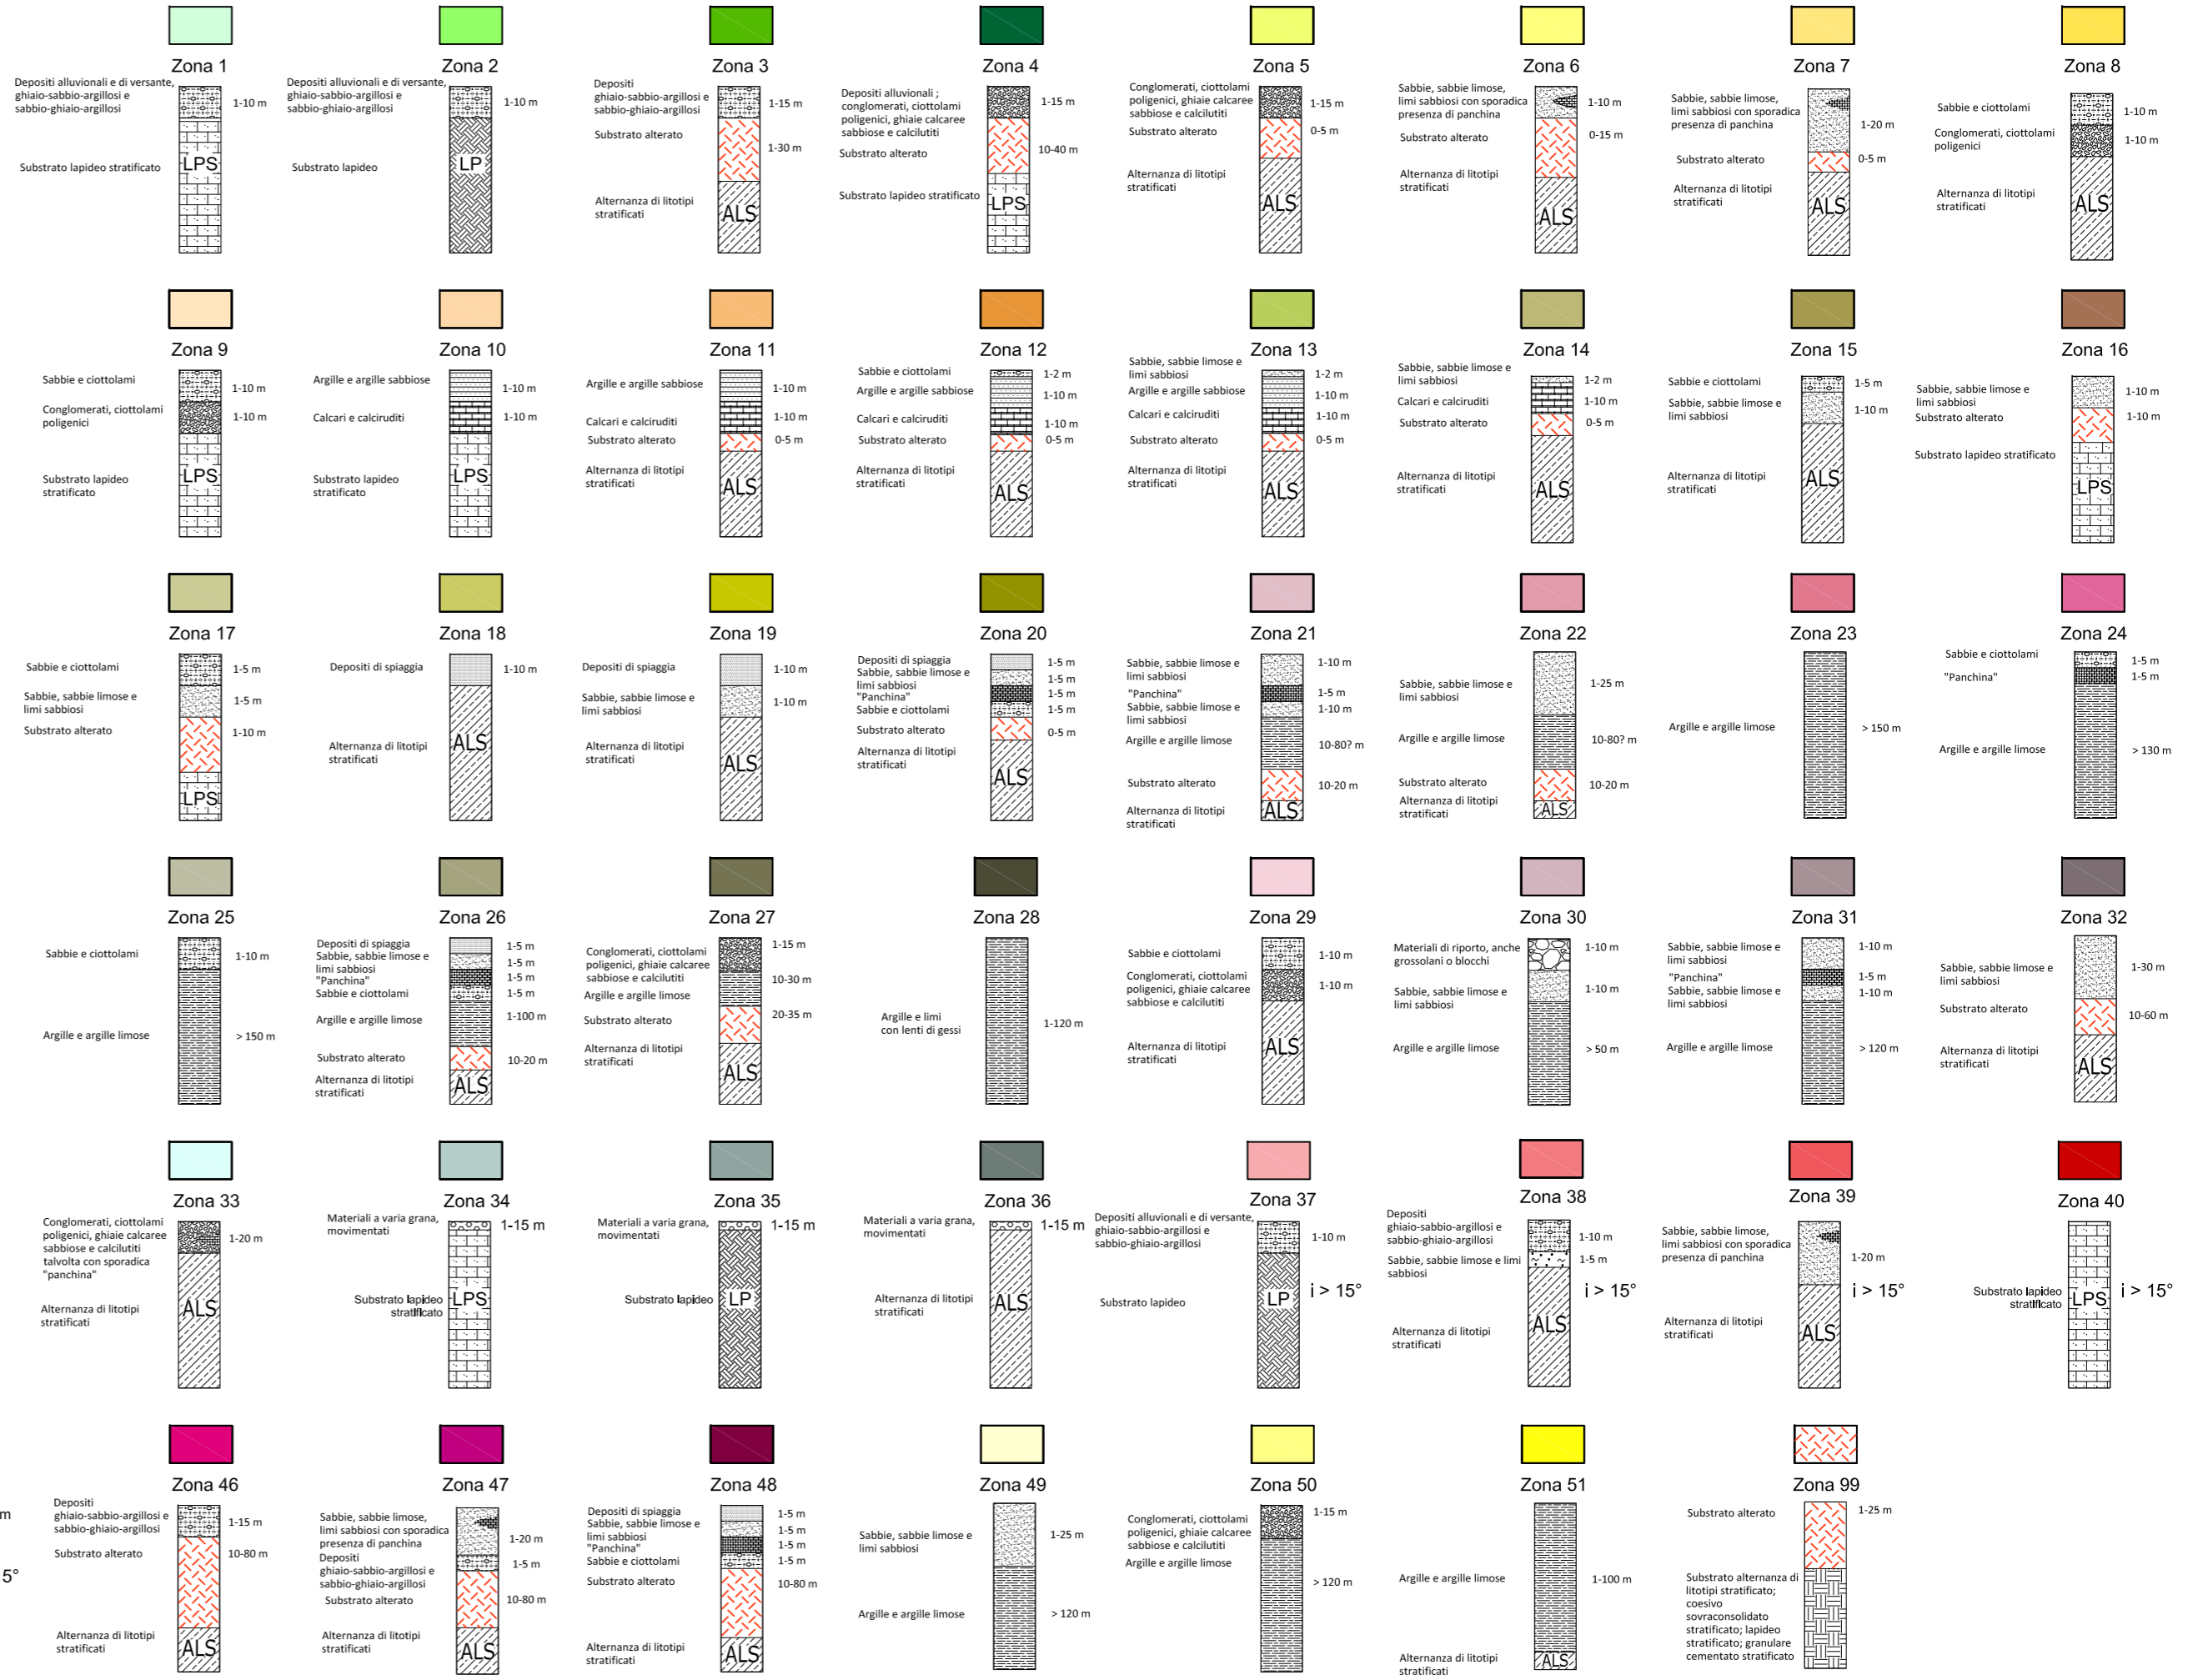 Zona 1
Depositi alluvionali e di versante,
ghiaio-sabbio-argillosi e
sabbio-ghiaio-argillosi
1-10 m
Substrato lapideo stratificato
LPS
Zona 2
Depositi alluvionali e di versante,
ghiaio-sabbio-argillosi e
sabbio-ghiaio-argillosi
1-10 m
Substrato lapideo
LP
Zona 3
Depositi
ghiaio-sabbio-argillosi e
sabbio-ghiaio-argillosi
1-15 m
Substrato alterato
1-30 m
Alternanza di litotipi
stratificati
ALS
Zona 4
Depositi alluvionali ;
conglomerati, ciottolami
poligenici, ghiaie calcaree
sabbiose e calcilutiti
1-15 m
Substrato alterato
10-40 m
Substrato lapideo stratificato
LPS
Zona 5
Conglomerati, ciottolami
poligenici, ghiaie calcaree
sabbiose e calcilutiti
1-15 m
Substrato alterato
0-5 m
Alternanza di litotipi
stratificati
ALS
Zona 6
Sabbie, sabbie limose,
limi sabbiosi con sporadica
presenza di panchina
1-10 m
Substrato alterato
0-15 m
Alternanza di litotipi
stratificati
ALS
Zona 7
Sabbie, sabbie limose,
limi sabbiosi con sporadica
presenza di panchina
1-20 m
Substrato alterato
0-5 m
Alternanza di litotipi
stratificati
ALS
Zona 8
Sabbie e ciottolami
1-10 m
Conglomerati, ciottolami
poligenici
1-10 m
Alternanza di litotipi
stratificati
ALS
Zona 9
Sabbie e ciottolami
1-10 m
Conglomerati, ciottolami
poligenici
1-10 m
Substrato lapideo
stratificato
LPS
Zona 10
Argille e argille sabbiose
1-10 m
Calcari e calciruditi
1-10 m
Substrato lapideo
stratificato
LPS
Zona 11
Argille e argille sabbiose
1-10 m
Calcari e calciruditi
1-10 m
Substrato alterato
0-5 m
Alternanza di litotipi
stratificati
ALS
Zona 12
Sabbie e ciottolami
1-2 m
Argille e argille sabbiose
1-10 m
Calcari e calciruditi
1-10 m
Substrato alterato
0-5 m
Alternanza di litotipi
stratificati
ALS
Zona 13
Sabbie, sabbie limose e
limi sabbiosi
1-2 m
Argille e argille sabbiose
1-10 m
Calcari e calciruditi
1-10 m
Substrato alterato
0-5 m
Alternanza di litotipi
stratificati
ALS
Zona 14
Sabbie, sabbie limose e
limi sabbiosi
1-2 m
Calcari e calciruditi
1-10 m
Substrato alterato
0-5 m
Alternanza di litotipi
stratificati
ALS
Zona 15
Sabbie e ciottolami
1-5 m
Sabbie, sabbie limose e
limi sabbiosi
1-10 m
Alternanza di litotipi
stratificati
ALS
Zona 16
Sabbie, sabbie limose e
limi sabbiosi
1-10 m
Substrato alterato
1-10 m
Substrato lapideo stratificato
LPS
Zona 17
Sabbie e ciottolami
1-5 m
Sabbie, sabbie limose e
limi sabbiosi
1-5 m
Substrato alterato
1-10 m
LPS
Zona 18
Depositi di spiaggia
1-10 m
Alternanza di litotipi
stratificati
ALS
Zona 19
Depositi di spiaggia
1-10 m
Sabbie, sabbie limose e
limi sabbiosi
1-10 m
Alternanza di litotipi
stratificati
ALS
Zona 20
Depositi di spiaggia
1-5 m
Sabbie, sabbie limose e
limi sabbiosi
1-5 m
"Panchina"
1-5 m
Sabbie e ciottolami
1-5 m
Substrato alterato
0-5 m
Alternanza di litotipi
stratificati
ALS
Zona 21
Sabbie, sabbie limose e
limi sabbiosi
1-10 m
"Panchina"
1-5 m
Sabbie, sabbie limose e
limi sabbiosi
1-10 m
Argille e argille limose
10-80? m
Substrato alterato
10-20 m
Alternanza di litotipi
stratificati
ALS
Zona 22
Sabbie, sabbie limose e
limi sabbiosi
1-25 m
Argille e argille limose
10-80? m
Substrato alterato
10-20 m
Alternanza di litotipi
stratificati
ALS
Zona 23
Argille e argille limose
> 150 m
Zona 24
Sabbie e ciottolami
1-5 m
"Panchina"
1-5 m
Argille e argille limose
> 130 m
Zona 25
Sabbie e ciottolami
1-10 m
Argille e argille limose
> 150 m
Zona 26
Depositi di spiaggia
1-5 m
Sabbie, sabbie limose e
limi sabbiosi
1-5 m
"Panchina"
1-5 m
Sabbie e ciottolami
1-5 m
Argille e argille limose
1-100 m
Substrato alterato
10-20 m
Alternanza di litotipi
stratificati
ALS
Zona 27
Conglomerati, ciottolami
poligenici, ghiaie calcaree
sabbiose e calcilutiti
1-15 m
Argille e argille limose
10-30 m
Substrato alterato
20-35 m
Alternanza di litotipi
stratificati
ALS
Zona 28
Argille e limi
con lenti di gessi
1-120 m
Zona 29
Sabbie e ciottolami
1-10 m
Conglomerati, ciottolami
poligenici, ghiaie calcaree
sabbiose e calcilutiti
1-10 m
Alternanza di litotipi
stratificati
ALS
Zona 30
Materiali di riporto, anche
grossolani o blocchi
1-10 m
Sabbie, sabbie limose e
limi sabbiosi
1-10 m
Argille e argille limose
> 50 m
Zona 31
Sabbie, sabbie limose e
limi sabbiosi
1-10 m
"Panchina"
1-5 m
Sabbie, sabbie limose e
limi sabbiosi
1-10 m
Argille e argille limose
> 120 m
Zona 32
Sabbie, sabbie limose e
limi sabbiosi
1-30 m
Substrato alterato
10-60 m
Alternanza di litotipi
stratificati
ALS
Zona 33
Conglomerati, ciottolami
poligenici, ghiaie calcaree
sabbiose e calcilutiti
talvolta con sporadica
"panchina"
1-20 m
Alternanza di litotipi
stratificati
ALS
Zona 34
Materiali a varia grana,
movimentati
1-15 m
Substrato lapideo
stratificato
LPS
Zona 35
Materiali a varia grana,
movimentati
1-15 m
Substrato lapideo
LP
Zona 36
Materiali a varia grana,
movimentati
1-15 m
Alternanza di litotipi
stratificati
ALS
Zona 37
Depositi alluvionali e di versante,
ghiaio-sabbio-argillosi e
sabbio-ghiaio-argillosi
1-10 m
Substrato lapideo
LP
i > 15°
Zona 38
Depositi
ghiaio-sabbio-argillosi e
sabbio-ghiaio-argillosi
1-10 m
Sabbie, sabbie limose e limi
sabbiosi
1-5 m
i > 15°
Alternanza di litotipi
stratificati
ALS
Zona 39
Sabbie, sabbie limose,
limi sabbiosi con sporadica
presenza di panchina
1-20 m
i > 15°
Alternanza di litotipi
stratificati
ALS
Zona 40
Substrato lapideo
stratificato
LPS
i > 15°
m
5°
Zona 46
Depositi
ghiaio-sabbio-argillosi e
sabbio-ghiaio-argillosi
1-15 m
Substrato alterato
10-80 m
Alternanza di litotipi
stratificati
ALS
Zona 47
Sabbie, sabbie limose,
limi sabbiosi con sporadica
presenza di panchina
1-20 m
Depositi
ghiaio-sabbio-argillosi e
sabbio-ghiaio-argillosi
1-5 m
Substrato alterato
10-80 m
Alternanza di litotipi
stratificati
ALS
Zona 48
Depositi di spiaggia
1-5 m
Sabbie, sabbie limose e
limi sabbiosi
1-5 m
"Panchina"
1-5 m
Sabbie e ciottolami
1-5 m
Substrato alterato
10-80 m
Alternanza di litotipi
stratificati
ALS
Zona 49
Sabbie, sabbie limose e
limi sabbiosi
1-25 m
Argille e argille limose
> 120 m
Zona 50
Conglomerati, ciottolami
poligenici, ghiaie calcaree
sabbiose e calcilutiti
1-15 m
Argille e argille limose
> 120 m
Zona 51
Argille e argille limose
1-100 m
Alternanza di litotipi
stratificati
ALS
Zona 99
Substrato alterato
1-25 m
Substrato alternanza di
litotipi stratificato;
coesivo
sovraconsolidato
stratificato; lapideo
stratificato; granulare
cementato stratificato